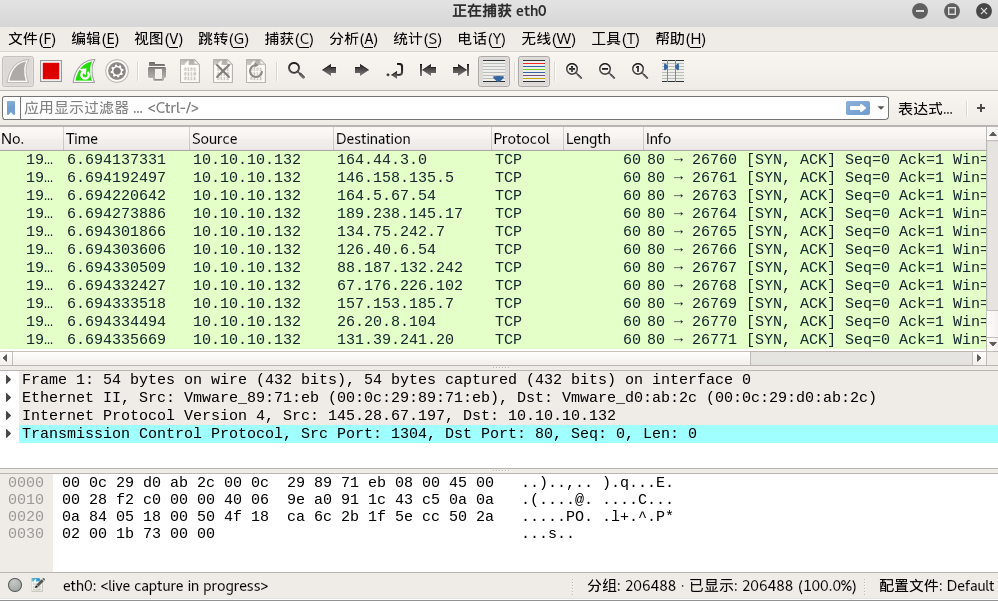 正在捕获 eth0
文件(F) 编辑(E) 视图(V) 跳转(G) 捕获(C) 分析(A) 统计(S) 电话(Y) 无线(W) 工具(T) 帮助(H)
应用显示过滤器 … <Ctrl-/> 表达式… +
No. Time Source Destination Protocol Length Info
19… 6.694137331 10.10.10.132 164.44.3.0 TCP 60 80 → 26760 [SYN, ACK] Seq=0 Ack=1 Win=
19… 6.694192497 10.10.10.132 146.158.135.5 TCP 60 80 → 26761 [SYN, ACK] Seq=0 Ack=1 Win=
19… 6.694220642 10.10.10.132 164.5.67.54 TCP 60 80 → 26763 [SYN, ACK] Seq=0 Ack=1 Win=
19… 6.694273886 10.10.10.132 189.238.145.17 TCP 60 80 → 26764 [SYN, ACK] Seq=0 Ack=1 Win=
19… 6.694301866 10.10.10.132 134.75.242.7 TCP 60 80 → 26765 [SYN, ACK] Seq=0 Ack=1 Win=
19… 6.694303606 10.10.10.132 126.40.6.54 TCP 60 80 → 26766 [SYN, ACK] Seq=0 Ack=1 Win=
19… 6.694330509 10.10.10.132 88.187.132.242 TCP 60 80 → 26767 [SYN, ACK] Seq=0 Ack=1 Win=
19… 6.694332427 10.10.10.132 67.176.226.102 TCP 60 80 → 26768 [SYN, ACK] Seq=0 Ack=1 Win=
19… 6.694333518 10.10.10.132 157.153.185.7 TCP 60 80 → 26769 [SYN, ACK] Seq=0 Ack=1 Win=
19… 6.694334494 10.10.10.132 26.20.8.104 TCP 60 80 → 26770 [SYN, ACK] Seq=0 Ack=1 Win=
19… 6.694335669 10.10.10.132 131.39.241.20 TCP 60 80 → 26771 [SYN, ACK] Seq=0 Ack=1 Win=
Frame 1: 54 bytes on wire (432 bits), 54 bytes captured (432 bits) on interface 0
Ethernet II, Src: Vmware_89:71:eb (00:0c:29:89:71:eb), Dst: Vmware_d0:ab:2c (00:0c:29:d0:ab:2c)
Internet Protocol Version 4, Src: 145.28.67.197, Dst: 10.10.10.132
Transmission Control Protocol, Src Port: 1304, Dst Port: 80, Seq: 0, Len: 0
0000 00 0c 29 d0 ab 2c 00 0c 29 89 71 eb 08 00 45 00 ..)..,.. ).q...E.
0010 00 28 f2 c0 00 00 40 06 9e a0 91 1c 43 c5 0a 0a .(....@. ....C...
0020 0a 84 05 18 00 50 4f 18 ca 6c 2b 1f 5e cc 50 2a .....PO. .l+.^.P*
0030 02 00 1b 73 00 00 ...s..
eth0: <live capture in progress> 分组: 206488 · 已显示: 206488 (100.0%) 配置文件: Default